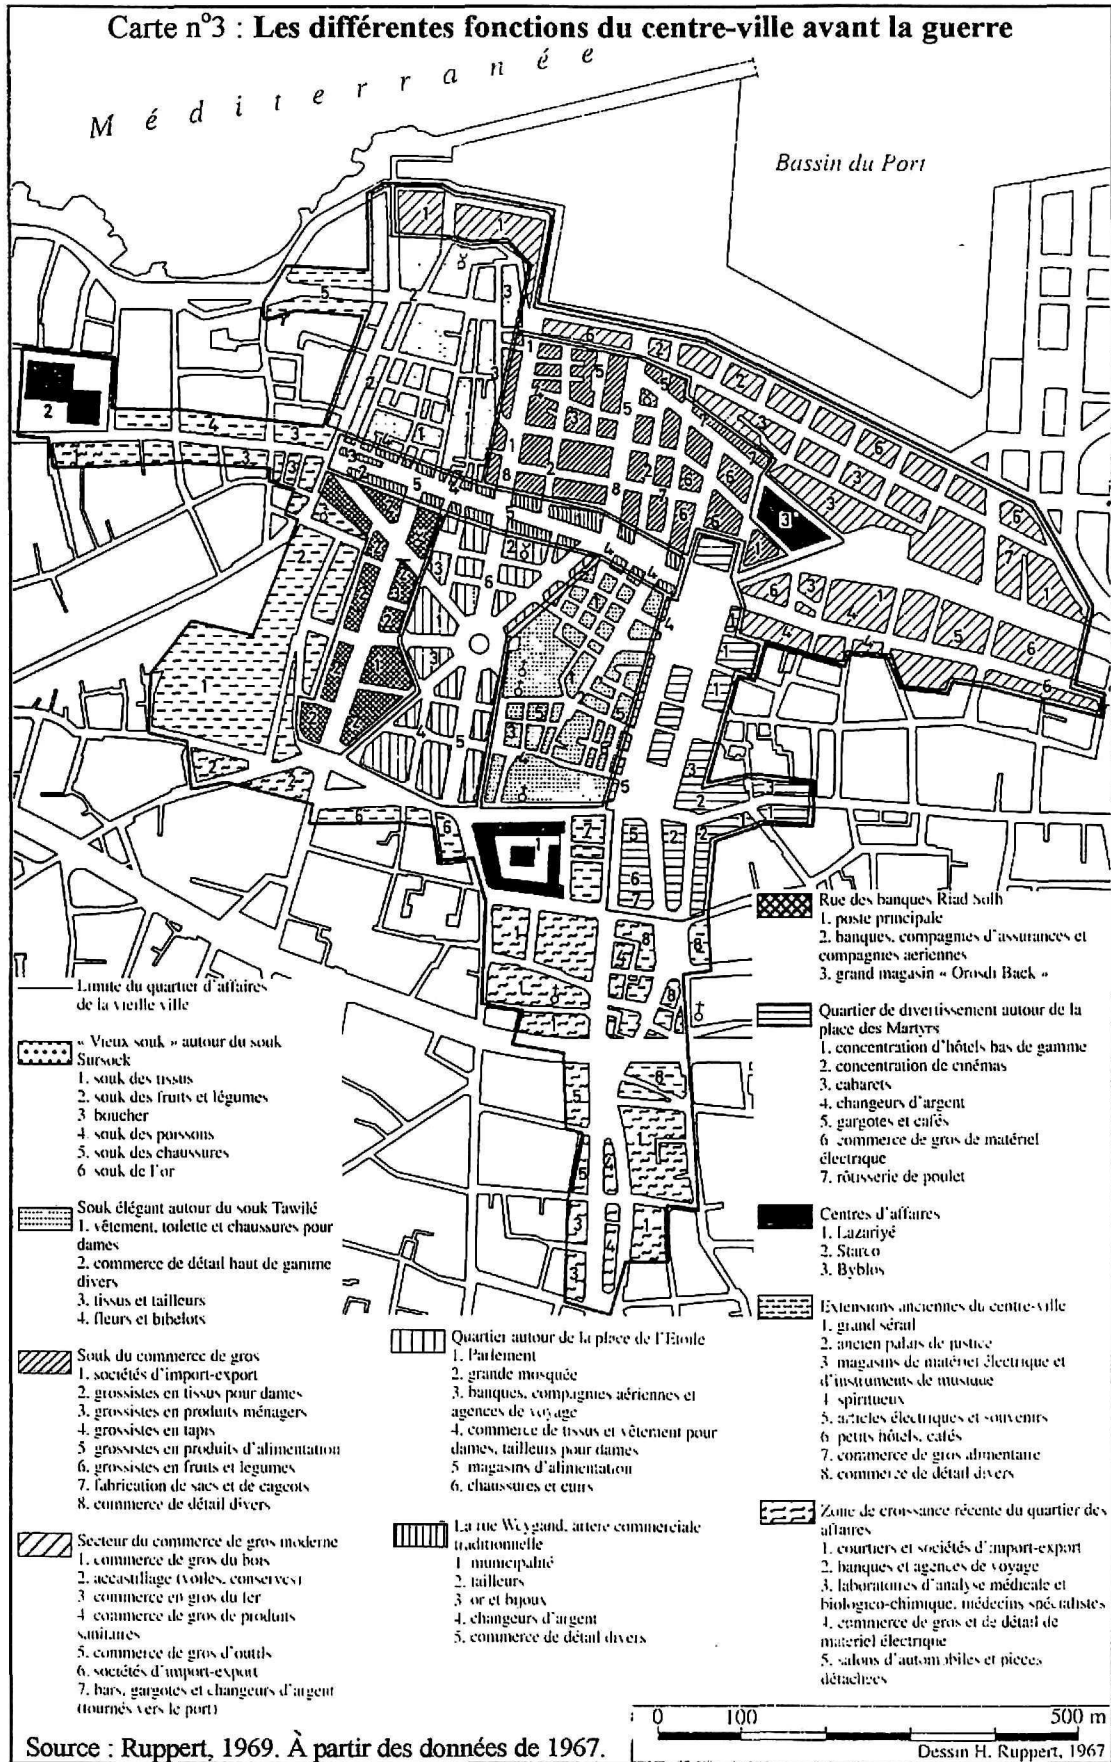 Carte n°3 : Les différentes fonctions du centre-ville avant la guerre
Méditerranée
Bassin du Port
Limite du quartier d'affaires
de la vieille ville
« Vieux souk » autour du souk
Sursock
1. souk des tissus
2. souk des fruits et légumes
3 boucher
4. souk des poissons
5. souk des chaussures
6 souk de l'or
Souk élégant autour du souk Tawilé
1. vêtement, toilette et chaussures pour
dames
2. commerce de détail haut de gamme
divers
3. tissus et tailleurs
4. fleurs et bibelots
Souk du commerce de gros
1. sociétés d'import-export
2. grossistes en tissus pour dames
3. grossistes en produits ménagers
4. grossistes en tapis
5 grossistes en produits d'alimentation
6. grossistes en fruits et legumes
7. fabrication de sacs et de cageots
8. commerce de détail divers
Secteur du commerce de gros moderne
1. commerce de gros du bois
2. accastillage (voiles, conserves)
3 commerce en gros du fer
4 commerce de gros de produits
sanitaires
5. commerce de gros d'outils
6. sociétés d'import-export
7. bars, gargotes et changeurs d'argent
(tournés vers le port)
Quartier autour de la place de l'Etoile
1. Parlement
2. grande mosquée
3. banques, compagnies aériennes et
agences de voyage
4. commerce de tissus et vêtement pour
dames, tailleurs pour dames
5 magasins d'alimentation
6. chaussures et cuirs
La rue Weygand, artere commerciale
traditionnelle
1 municipalité
2. tailleurs
3 or et bijoux
4. changeurs d'argent
5. commerce de détail divers
Rue des banques Riad Solh
1. poste principale
2. banques, compagnies d'assurances et
compagnies aeriennes
3. grand magasin « Orosdi Back »
Quartier de divertissement autour de la
place des Martyrs
1. concentration d'hôtels bas de gamme
2. concentration de cinémas
3. cabarets
4. changeurs d'argent
5. gargotes et cafés
6 commerce de gros de matériel
électrique
7. rôtisserie de poulet
Centres d'affaires
1. Lazariyé
2. Starco
3. Byblos
Extensions anciennes du centre-ville
1. grand sérail
2. ancien palais de justice
3 magasins de matériel électrique et
d'instruments de musique
4 spiritueux
5. articles électriques et souvenirs
6 petits hôtels, cafés
7. commerce de gros alimentaire
8. commerce de détail divers
Zone de croissance récente du quartier des
affaires
1. courtiers et sociétés d'import-export
2. banques et agences de voyage
3. laboratoires d'analyse médicale et
biologico-chimique, médecins spécialistes
4. commerce de gros et de détail de
materiel électrique
5. salons d'automobiles et pieces
détachees
0 100 500 m
Source : Ruppert, 1969. À partir des données de 1967.
Dessin H. Ruppert, 1967